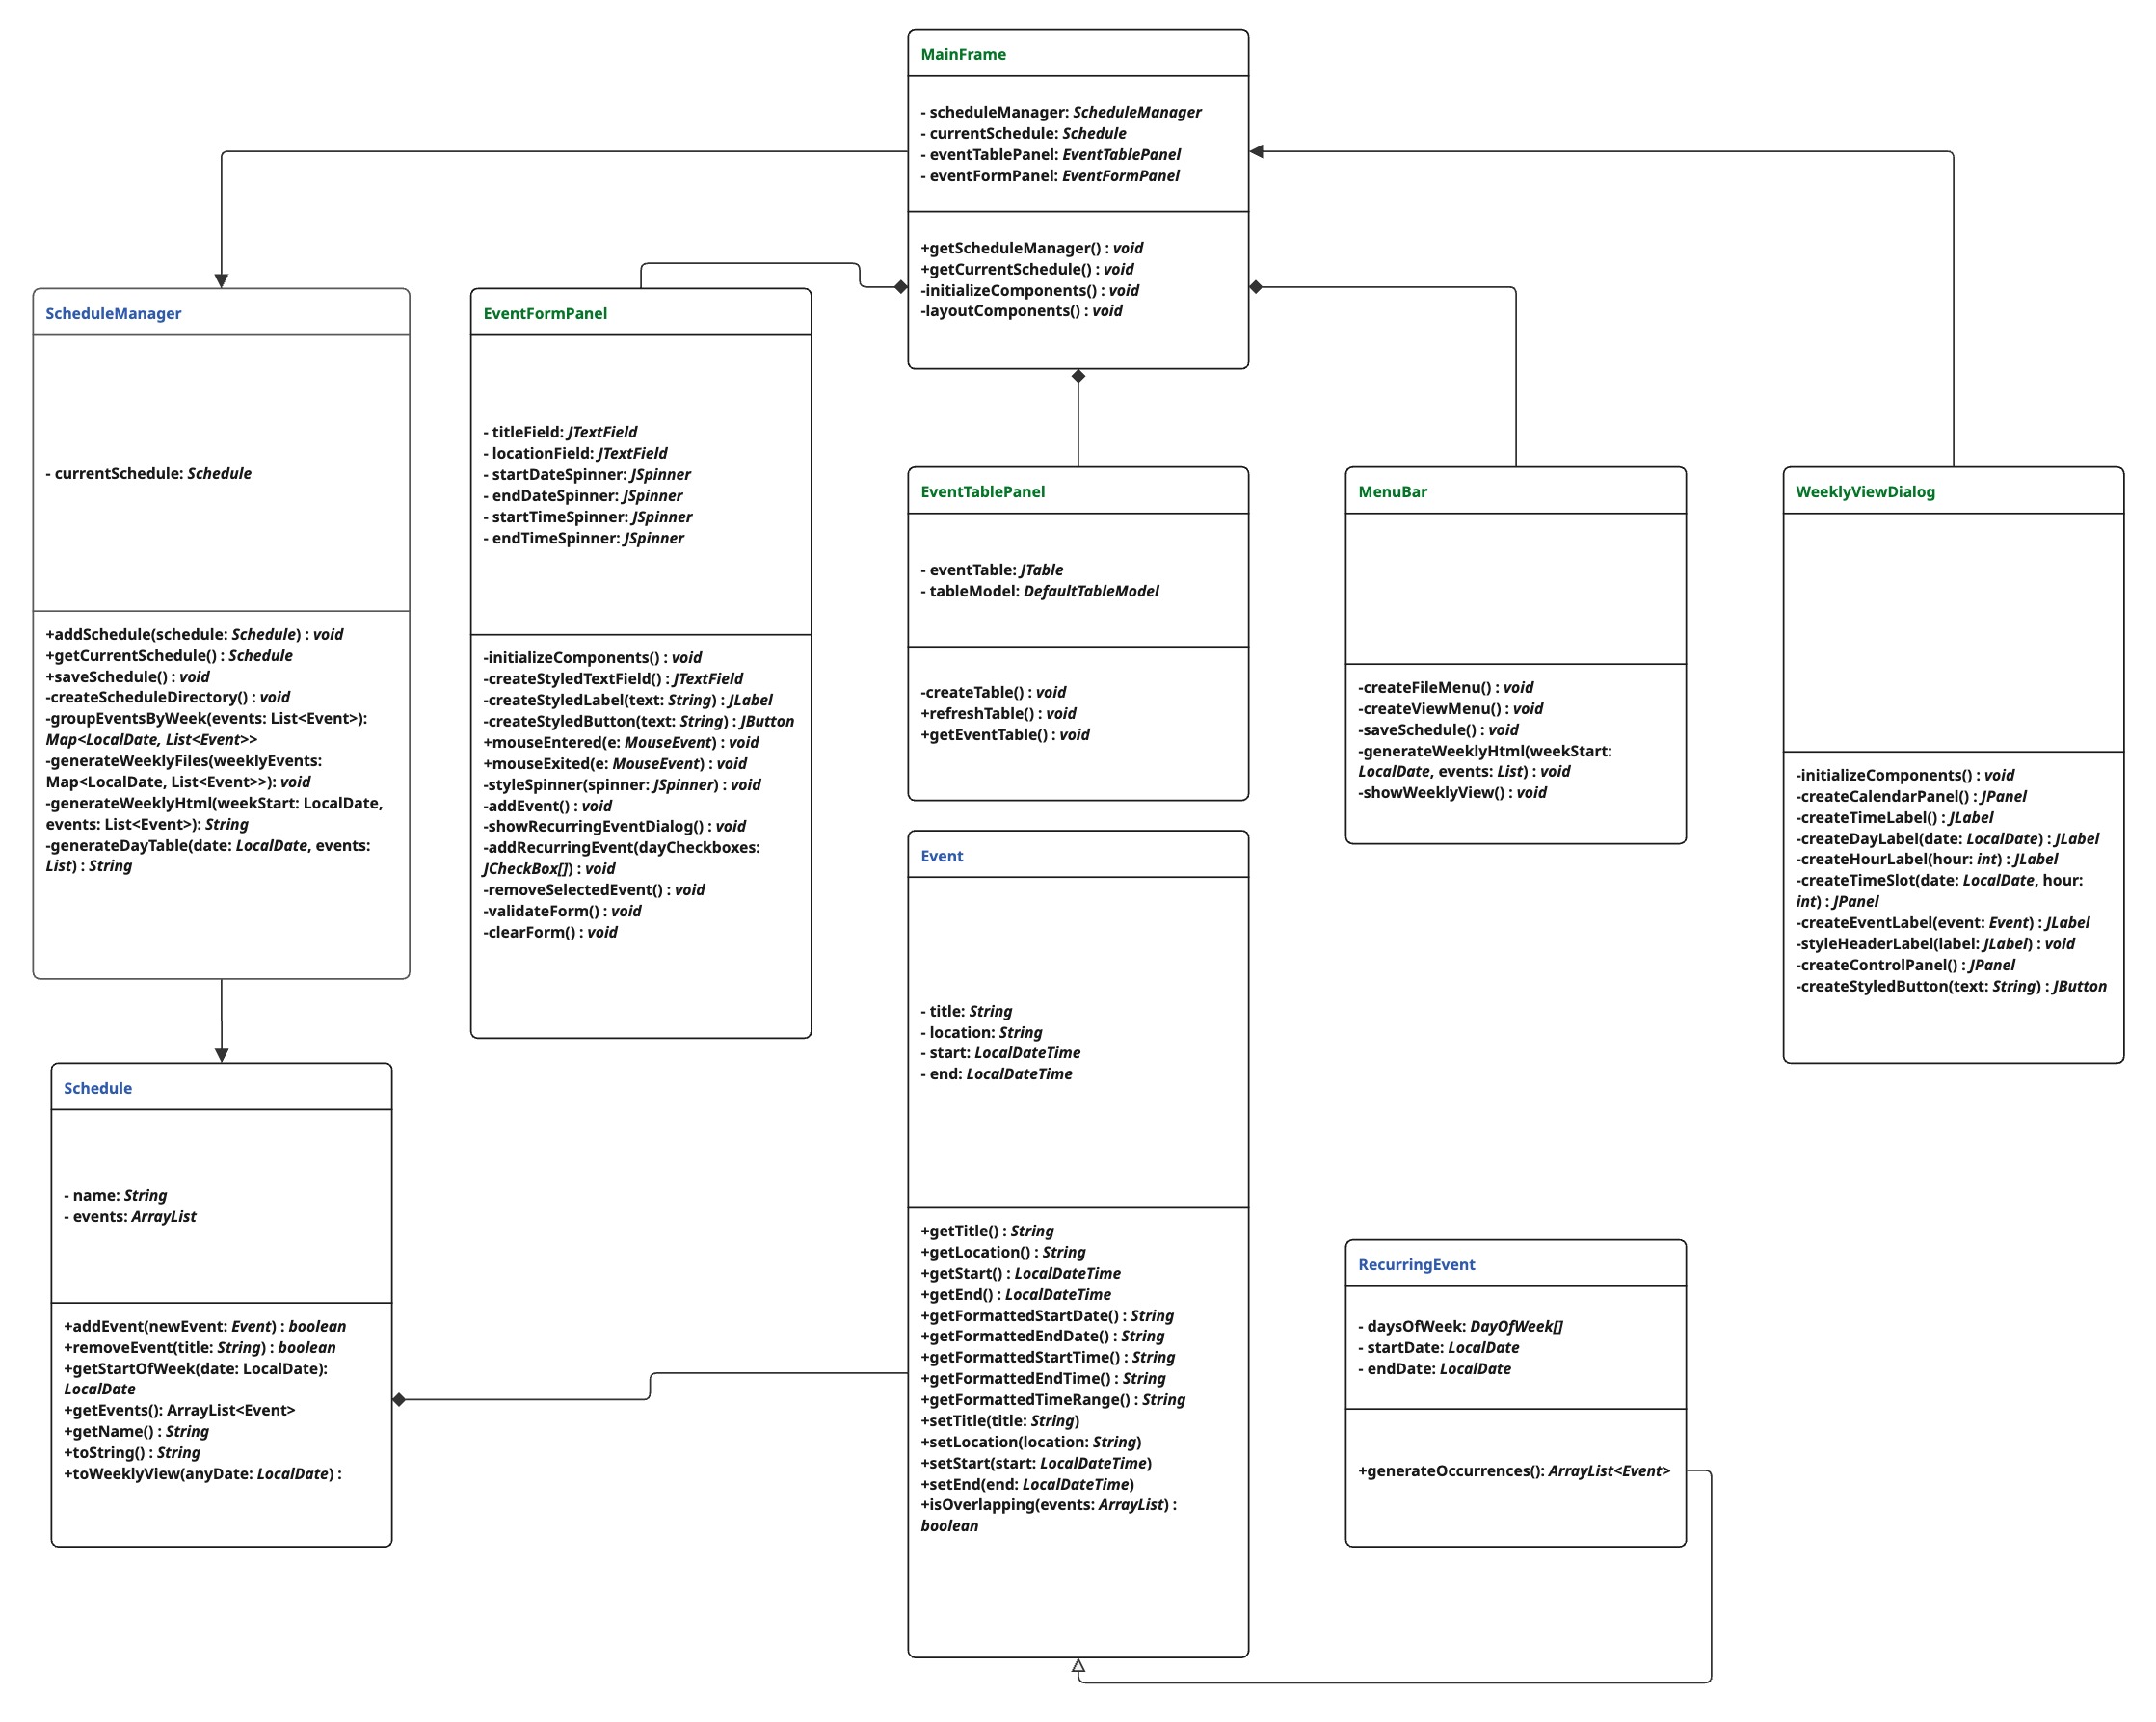 MainFrame
- scheduleManager: ScheduleManager
- currentSchedule: Schedule
- eventTablePanel: EventTablePanel
- eventFormPanel: EventFormPanel
+getScheduleManager() : void
+getCurrentSchedule() : void
-initializeComponents() : void
-layoutComponents() : void
ScheduleManager
- currentSchedule: Schedule
+addSchedule(schedule: Schedule) : void
+getCurrentSchedule() : Schedule
+saveSchedule() : void
-createScheduleDirectory() : void
-groupEventsByWeek(events: List<Event>):
Map<LocalDate, List<Event>>
-generateWeeklyFiles(weeklyEvents:
Map<LocalDate, List<Event>>): void
-generateWeeklyHtml(weekStart: LocalDate,
events: List<Event>): String
-generateDayTable(date: LocalDate, events:
List) : String
EventFormPanel
- titleField: JTextField
- locationField: JTextField
- startDateSpinner: JSpinner
- endDateSpinner: JSpinner
- startTimeSpinner: JSpinner
- endTimeSpinner: JSpinner
-initializeComponents() : void
-createStyledTextField() : JTextField
-createStyledLabel(text: String) : JLabel
-createStyledButton(text: String) : JButton
+mouseEntered(e: MouseEvent) : void
+mouseExited(e: MouseEvent) : void
-styleSpinner(spinner: JSpinner) : void
-addEvent() : void
-showRecurringEventDialog() : void
-addRecurringEvent(dayCheckboxes:
JCheckBox[]) : void
-removeSelectedEvent() : void
-validateForm() : void
-clearForm() : void
EventTablePanel
- eventTable: JTable
- tableModel: DefaultTableModel
-createTable() : void
+refreshTable() : void
+getEventTable() : void
MenuBar
-createFileMenu() : void
-createViewMenu() : void
-saveSchedule() : void
-generateWeeklyHtml(weekStart:
LocalDate, events: List) : void
-showWeeklyView() : void
WeeklyViewDialog
-initializeComponents() : void
-createCalendarPanel() : JPanel
-createTimeLabel() : JLabel
-createDayLabel(date: LocalDate) : JLabel
-createHourLabel(hour: int) : JLabel
-createTimeSlot(date: LocalDate, hour:
int) : JPanel
-createEventLabel(event: Event) : JLabel
-styleHeaderLabel(label: JLabel) : void
-createControlPanel() : JPanel
-createStyledButton(text: String) : JButton
Event
- title: String
- location: String
- start: LocalDateTime
- end: LocalDateTime
+getTitle() : String
+getLocation() : String
+getStart() : LocalDateTime
+getEnd() : LocalDateTime
+getFormattedStartDate() : String
+getFormattedEndDate() : String
+getFormattedStartTime() : String
+getFormattedEndTime() : String
+getFormattedTimeRange() : String
+setTitle(title: String)
+setLocation(location: String)
+setStart(start: LocalDateTime)
+setEnd(end: LocalDateTime)
+isOverlapping(events: ArrayList) :
boolean
Schedule
- name: String
- events: ArrayList
+addEvent(newEvent: Event) : boolean
+removeEvent(title: String) : boolean
+getStartOfWeek(date: LocalDate):
LocalDate
+getEvents(): ArrayList<Event>
+getName() : String
+toString() : String
+toWeeklyView(anyDate: LocalDate) :
RecurringEvent
- daysOfWeek: DayOfWeek[]
- startDate: LocalDate
- endDate: LocalDate
+generateOccurrences(): ArrayList<Event>